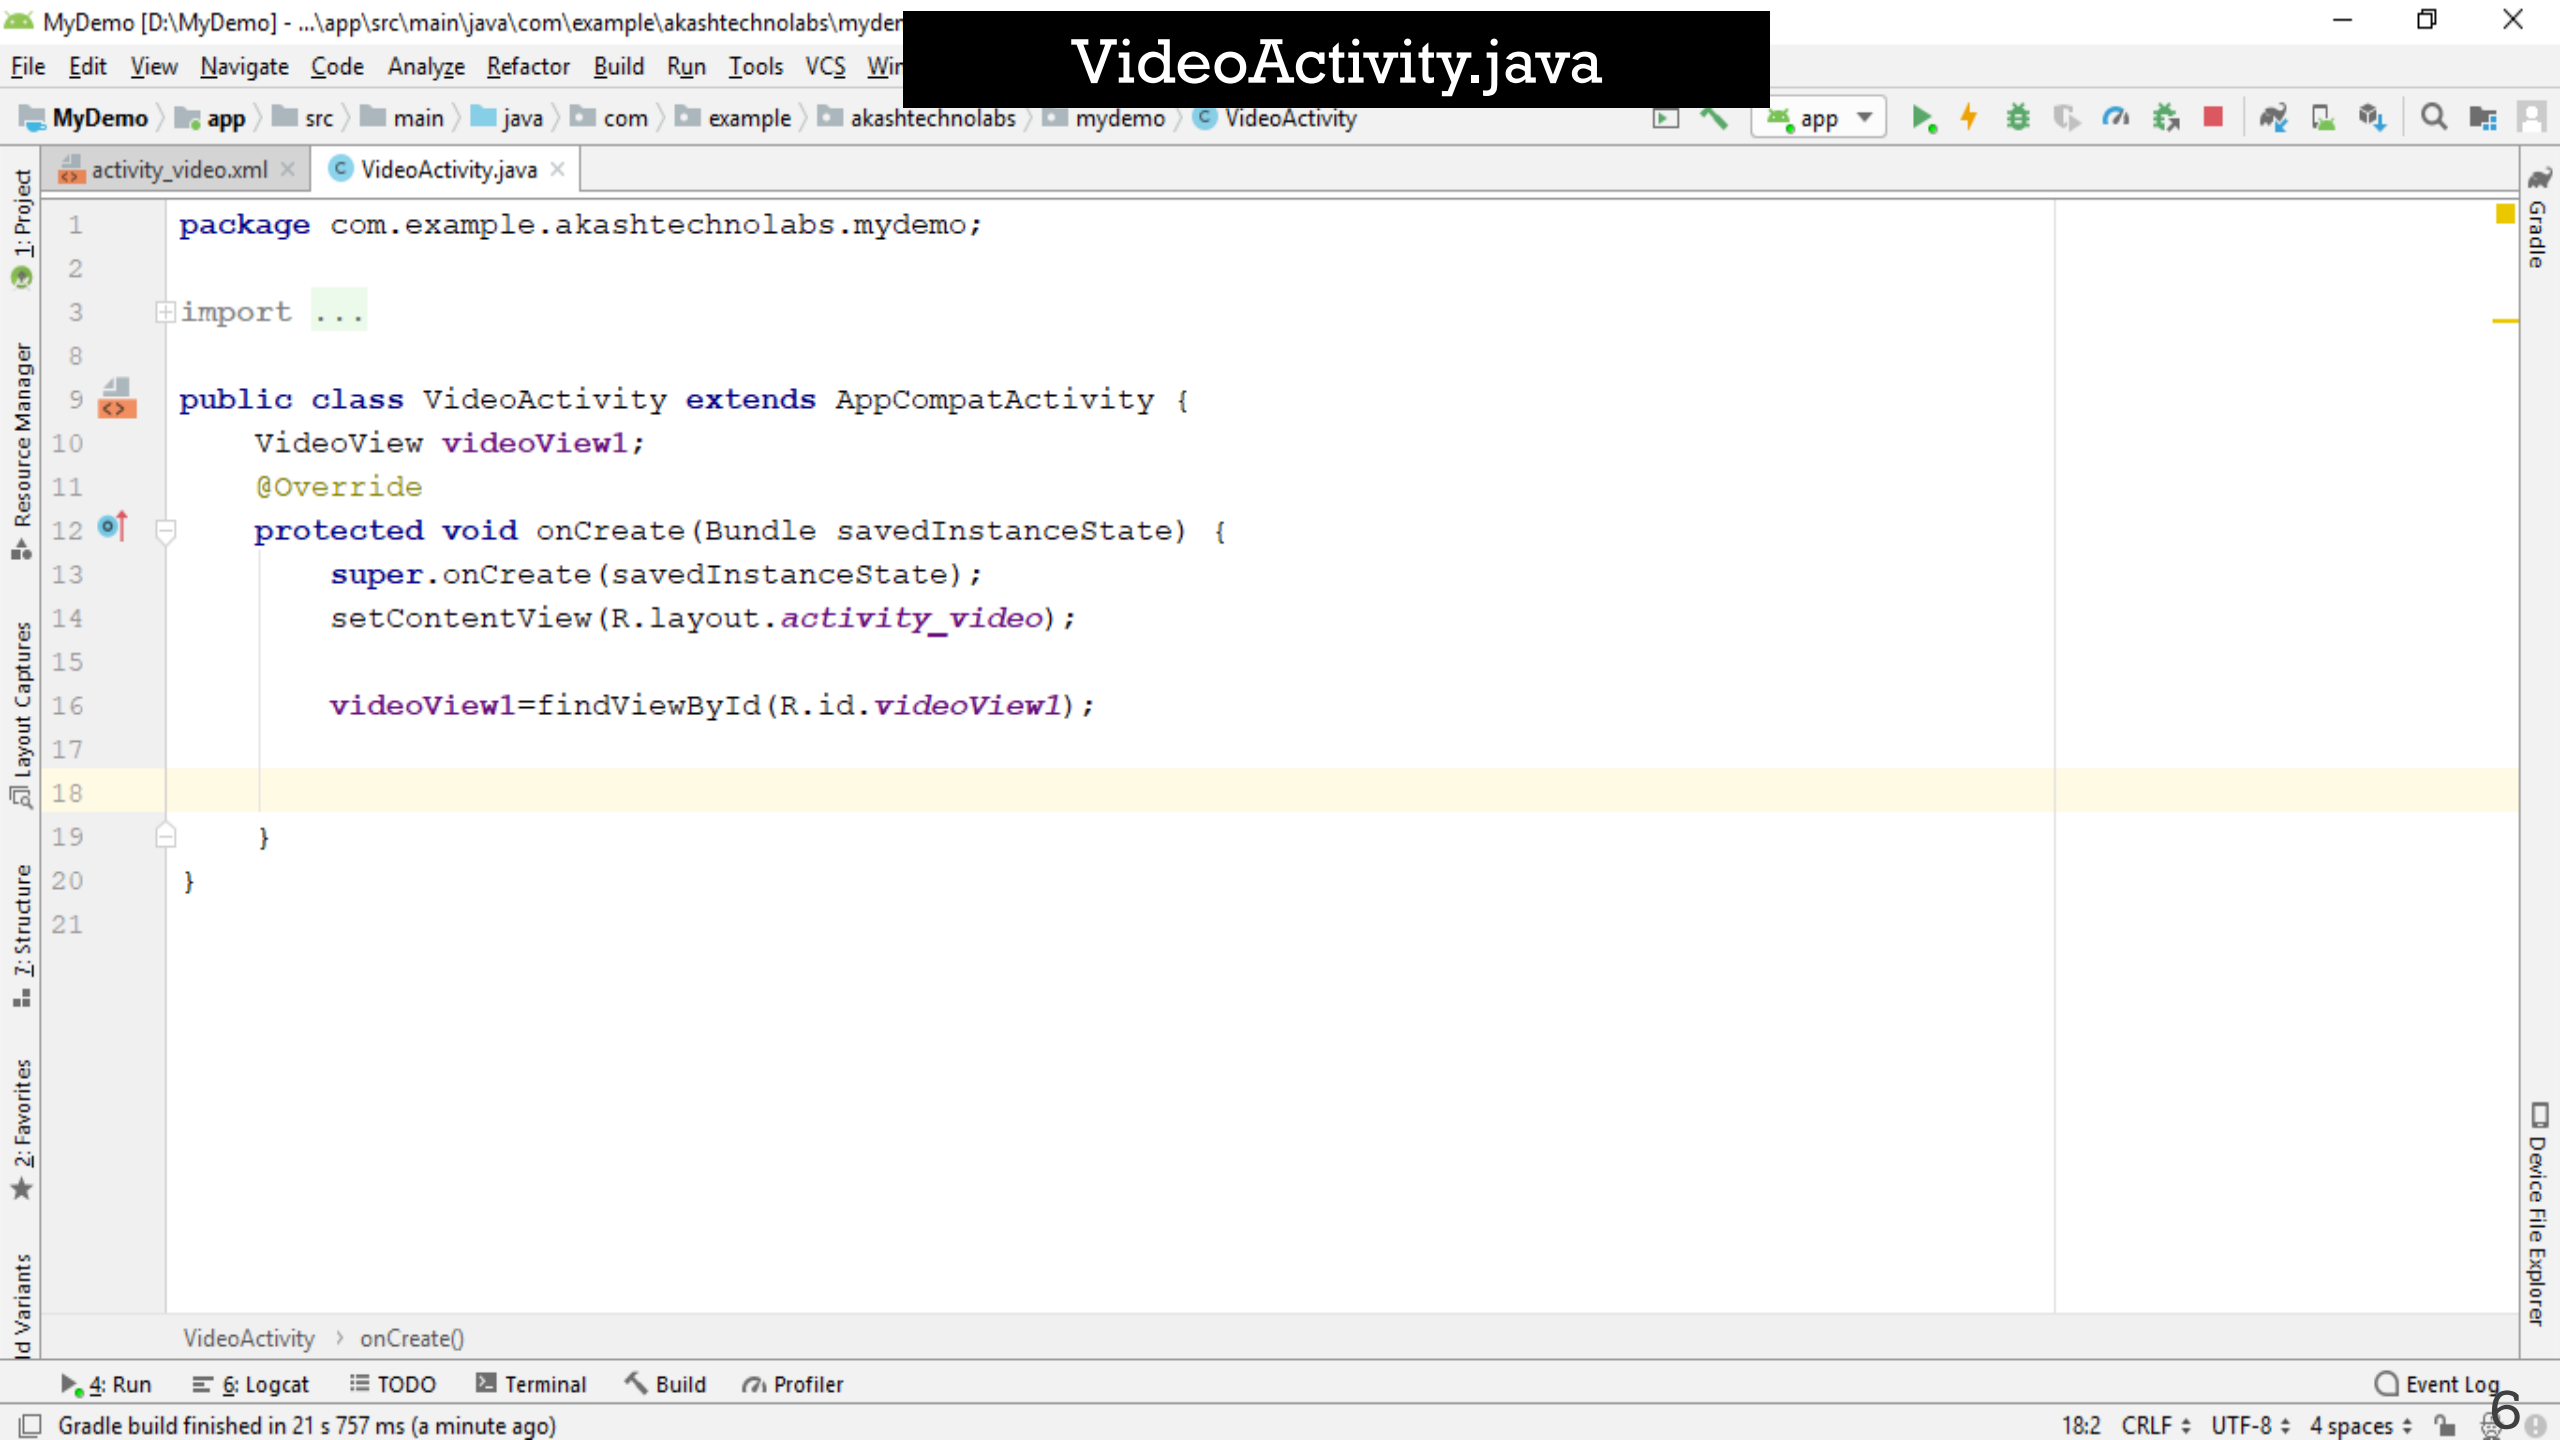 MyDemo [D:\MyDemo] - ...\app\src\main\java\com\example\akashtechnolabs\
VideoActivity.java
File Edit View Navigate Code Analyze Refactor Build Run Tools VCS
MyDemo app src main java com example akashtechnolabs mydemo VideoActivity app
activity_video.xml VideoActivity.java
1 package com.example.akashtechnolabs.mydemo;
2
3 import ...
8
9 public class VideoActivity extends AppCompatActivity {
10 VideoView videoView1;
11 @Override
12 protected void onCreate(Bundle savedInstanceState) {
13 super.onCreate(savedInstanceState);
14 setContentView(R.layout.activity_video);
15
16 videoView1=findViewById(R.id.videoView1);
17
18
19 }
20 }
21
1: Project
Resource Manager
Layout Captures
7: Structure
2: Favorites
Variants
Gradle
Device File Explorer
VideoActivity › onCreate()
4: Run 6: Logcat TODO Terminal Build Profiler Event Log
Gradle build finished in 21 s 757 ms (a minute ago) 18:2 CRLF UTF-8 4 spaces
6